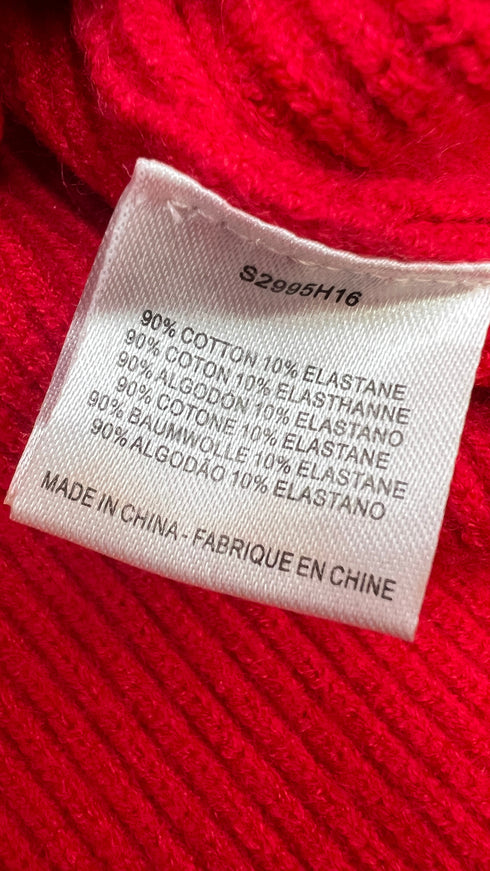 S2995H16
90% COTTON 10% ELASTANE
90% COTON 10% ELASTHANNE
90% ALGODÓN 10% ELASTANO
90% COTONE 10% ELASTANE
90% BAUMWOLLE 10% ELASTANE
90% ALGODÃO 10% ELASTANO
MADE IN CHINA - FABRIQUE EN CHINE